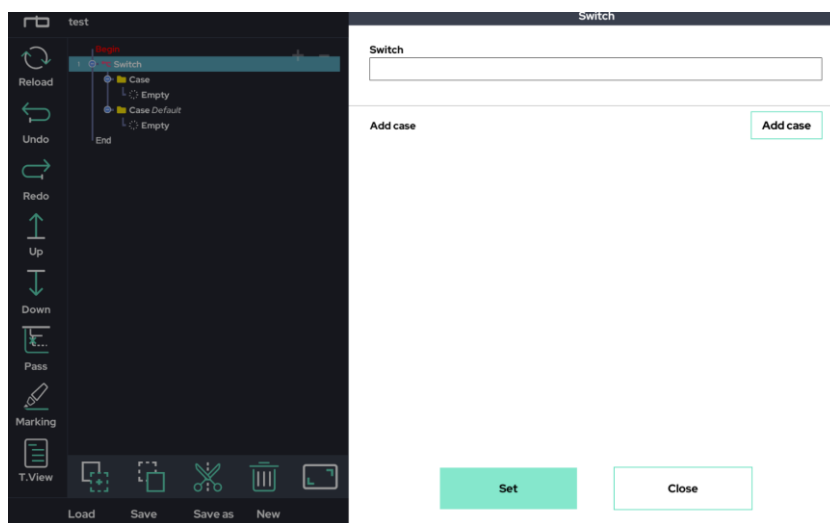 test
Switch
Begin
1 Switch
Case
Empty
Case Default
Empty
End
Reload
Undo
Redo
Up
Down
Pass
Marking
T.View
Load Save Save as New
Switch
Add case Add case
Set Close